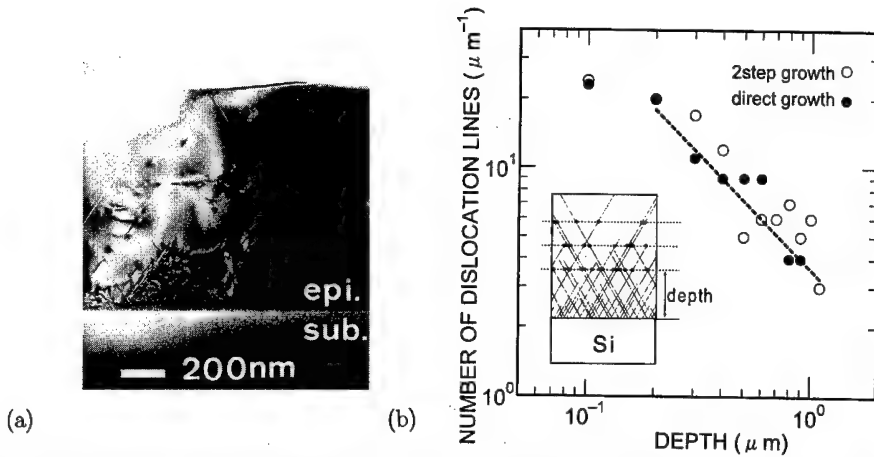 epi.
sub.
200nm
(a)
(b)
NUMBER OF DISLOCATION LINES (μm⁻¹)
10¹
10⁰
2step growth ○
direct growth ●
depth
Si
10⁻¹
10⁰
DEPTH (μm)